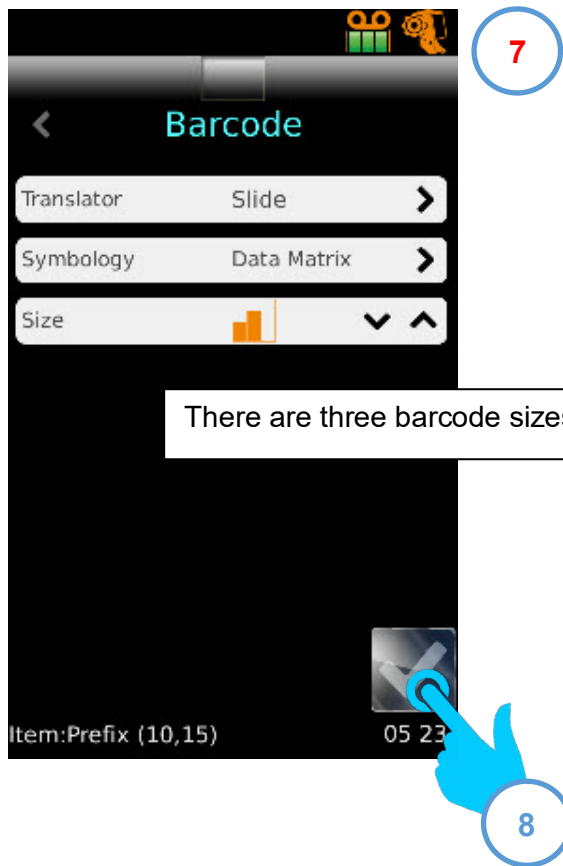 7
Barcode
Translator Slide
Symbology Data Matrix
Size
There are three barcode sizes
Item:Prefix (10,15) 05 23
8